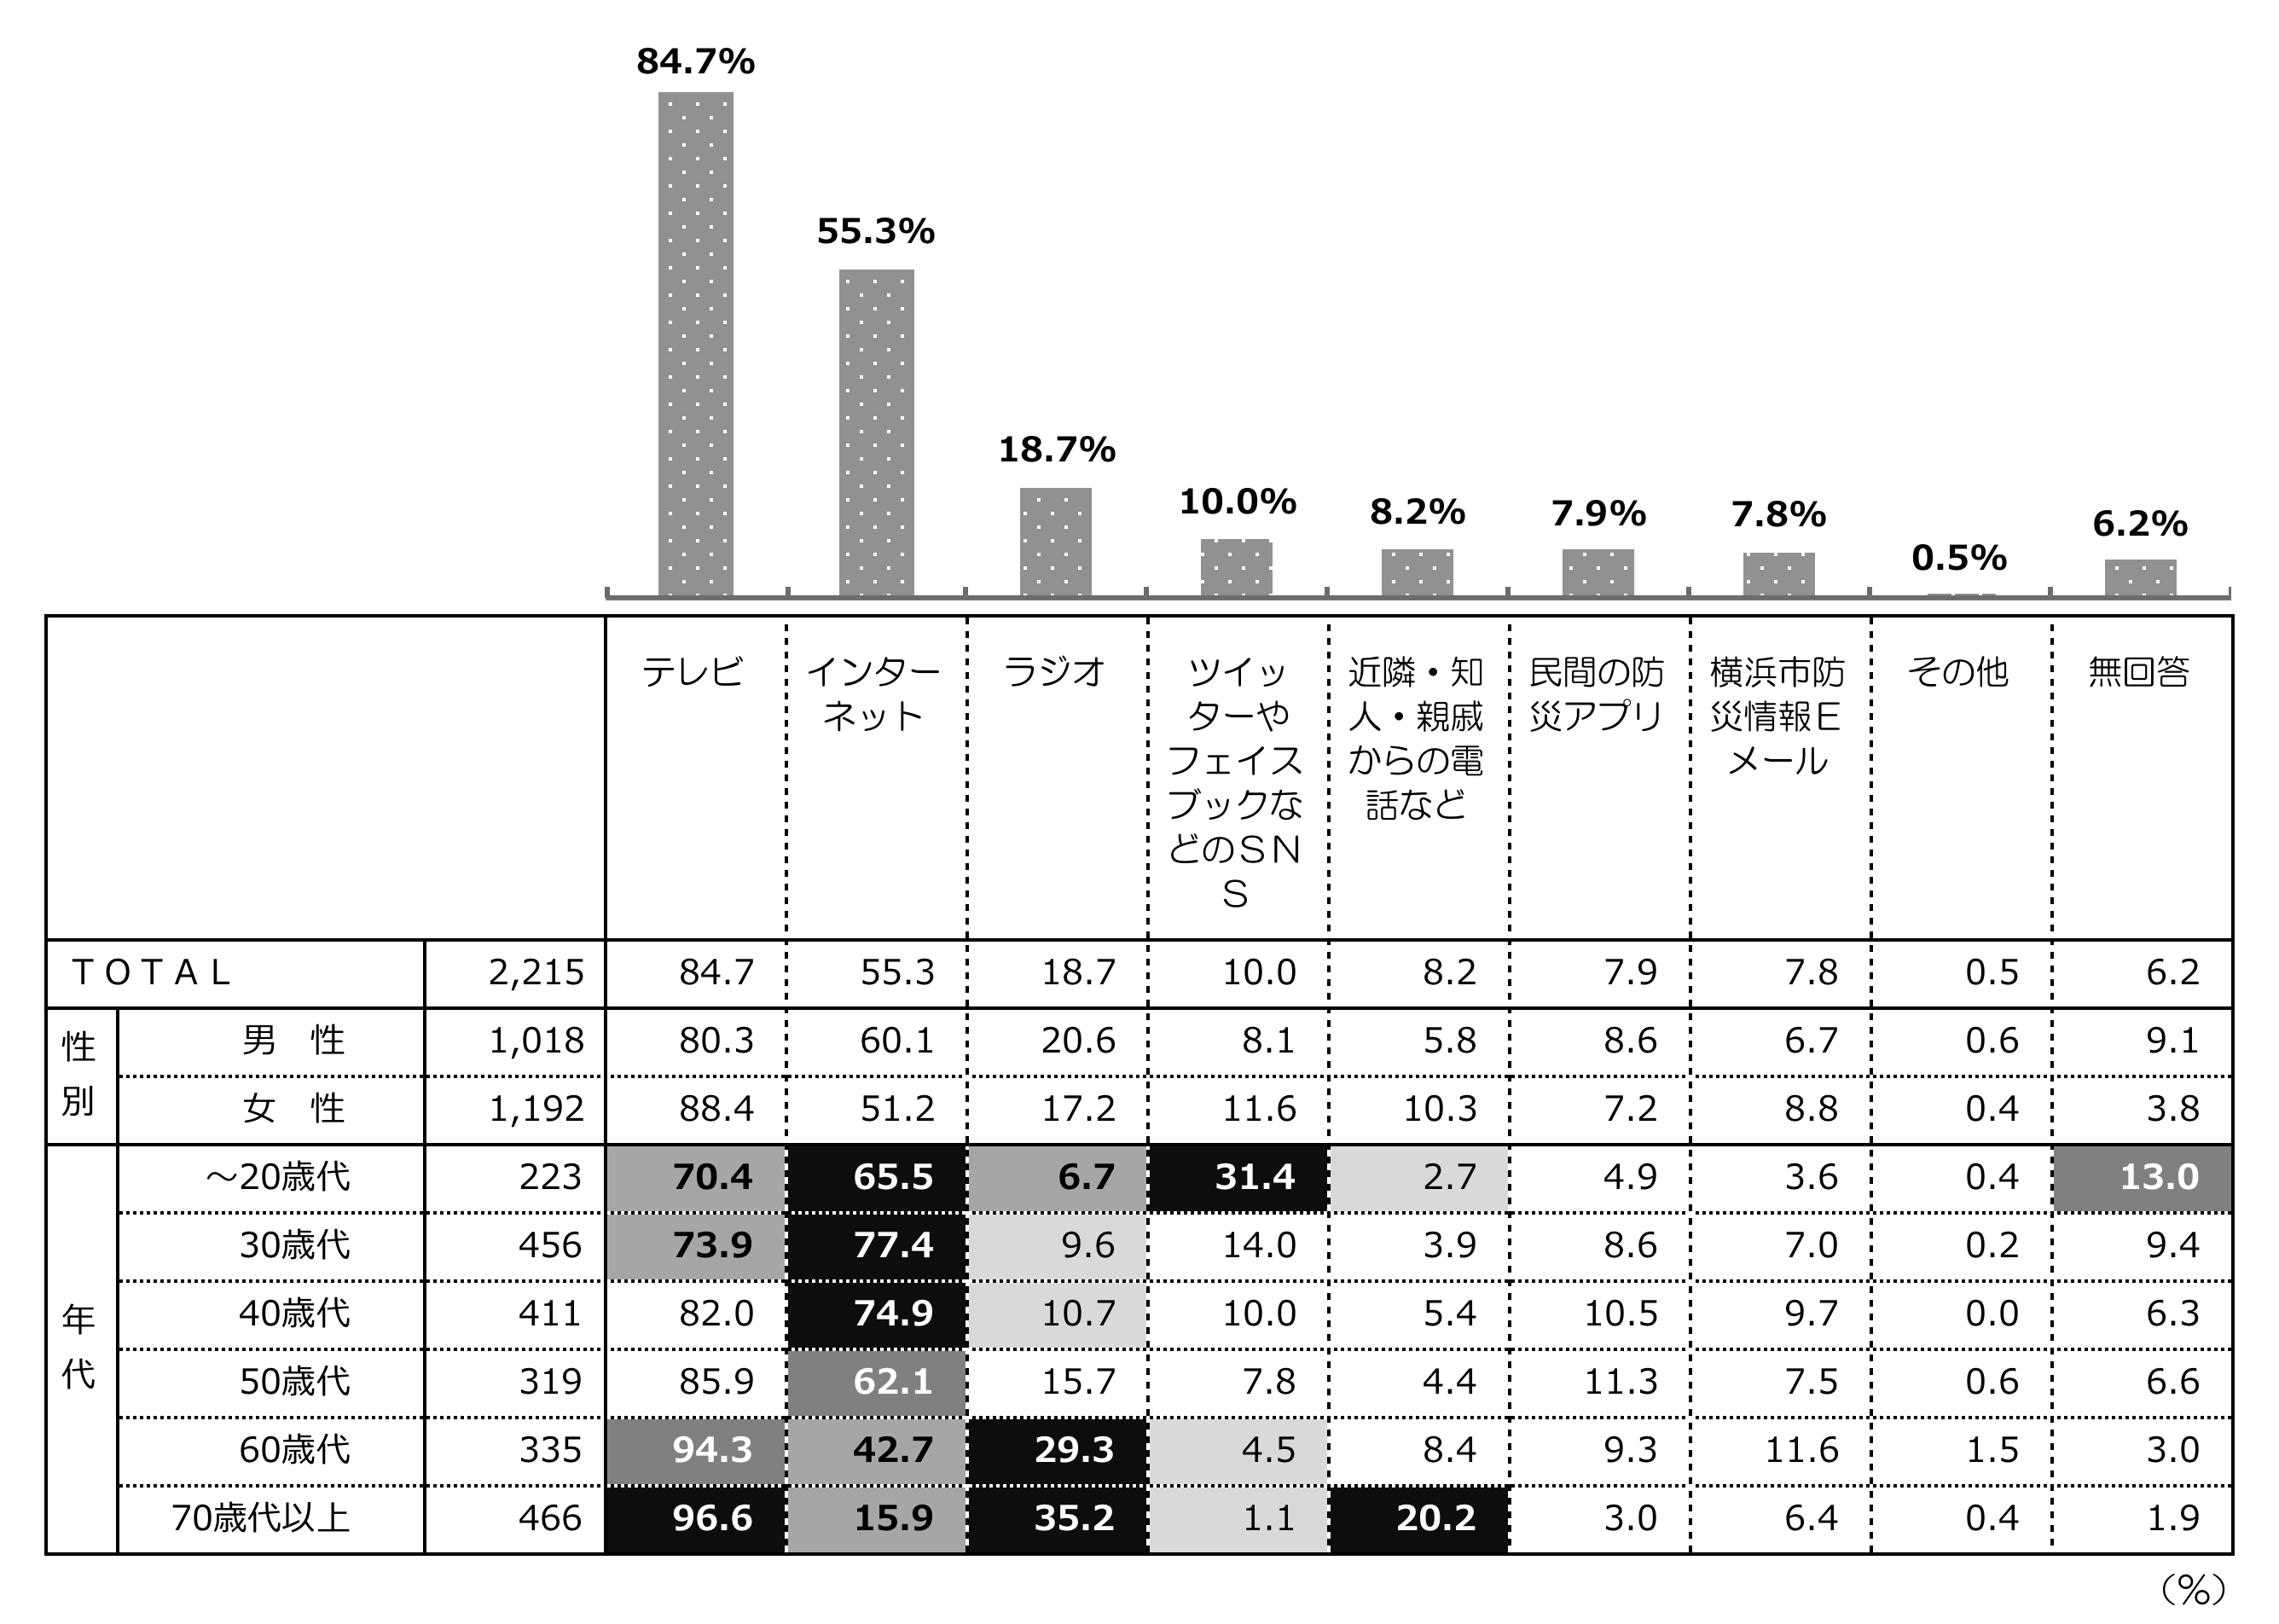 84.7%
55.3%
18.7%
10.0%
8.2%
7.9%
7.8%
0.5%
6.2%
テレビ
インター
ネット
ラジオ
ツイッ
ターや
フェイス
ブックな
どのＳＮ
Ｓ
近隣・知
人・親戚
からの電
話など
民間の防
災アプリ
横浜市防
災情報Ｅ
メール
その他
無回答
ＴＯＴＡＬ 2,215 84.7 55.3 18.7 10.0 8.2 7.9 7.8 0.5 6.2
性別
男　性 1,018 80.3 60.1 20.6 8.1 5.8 8.6 6.7 0.6 9.1
女　性 1,192 88.4 51.2 17.2 11.6 10.3 7.2 8.8 0.4 3.8
年代
～20歳代 223 70.4 65.5 6.7 31.4 2.7 4.9 3.6 0.4 13.0
30歳代 456 73.9 77.4 9.6 14.0 3.9 8.6 7.0 0.2 9.4
40歳代 411 82.0 74.9 10.7 10.0 5.4 10.5 9.7 0.0 6.3
50歳代 319 85.9 62.1 15.7 7.8 4.4 11.3 7.5 0.6 6.6
60歳代 335 94.3 42.7 29.3 4.5 8.4 9.3 11.6 1.5 3.0
70歳代以上 466 96.6 15.9 35.2 1.1 20.2 3.0 6.4 0.4 1.9
（％）